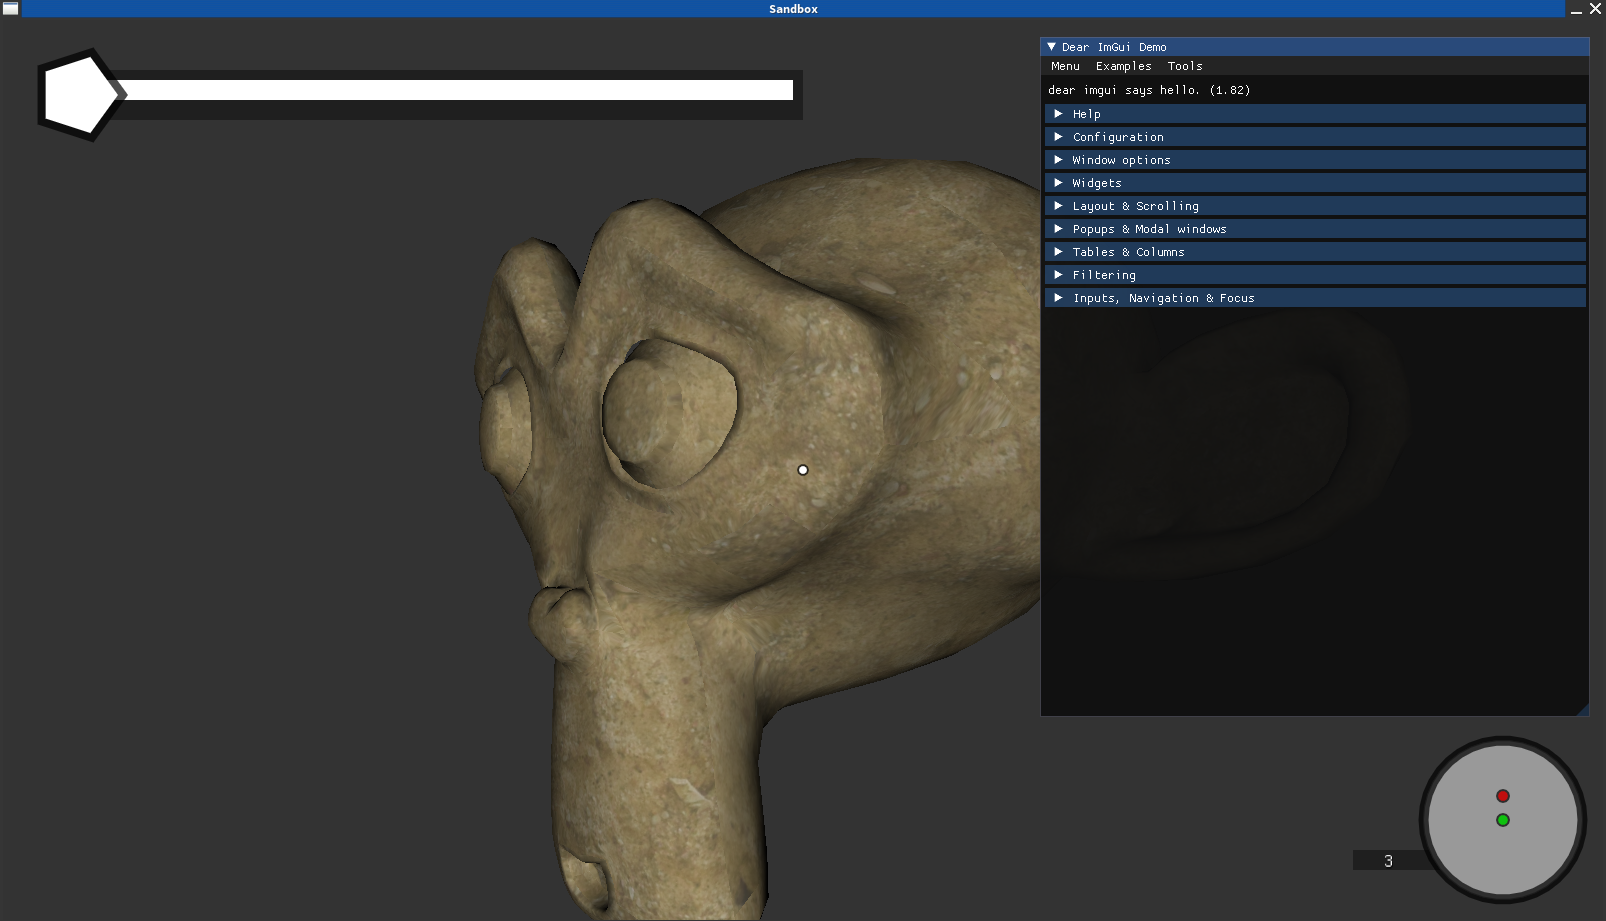 Sandbox
Dear ImGui Demo
Menu Examples Tools
dear imgui says hello. (1.82)
Help
Configuration
Window options
Widgets
Layout & Scrolling
Popups & Modal windows
Tables & Columns
Filtering
Inputs, Navigation & Focus
3